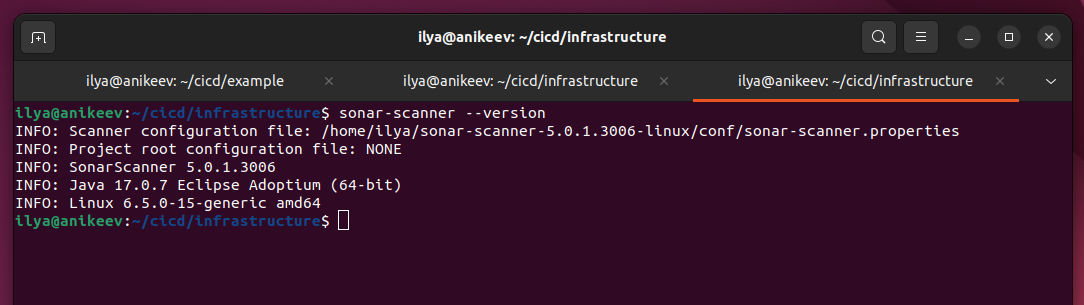 ilya@anikeev: ~/cicd/infrastructure
ilya@anikeev: ~/cicd/example
ilya@anikeev: ~/cicd/infrastructure
ilya@anikeev: ~/cicd/infrastructure
ilya@anikeev:~/cicd/infrastructure$ sonar-scanner --version
INFO: Scanner configuration file: /home/ilya/sonar-scanner-5.0.1.3006-linux/conf/sonar-scanner.properties
INFO: Project root configuration file: NONE
INFO: SonarScanner 5.0.1.3006
INFO: Java 17.0.7 Eclipse Adoptium (64-bit)
INFO: Linux 6.5.0-15-generic amd64
ilya@anikeev:~/cicd/infrastructure$